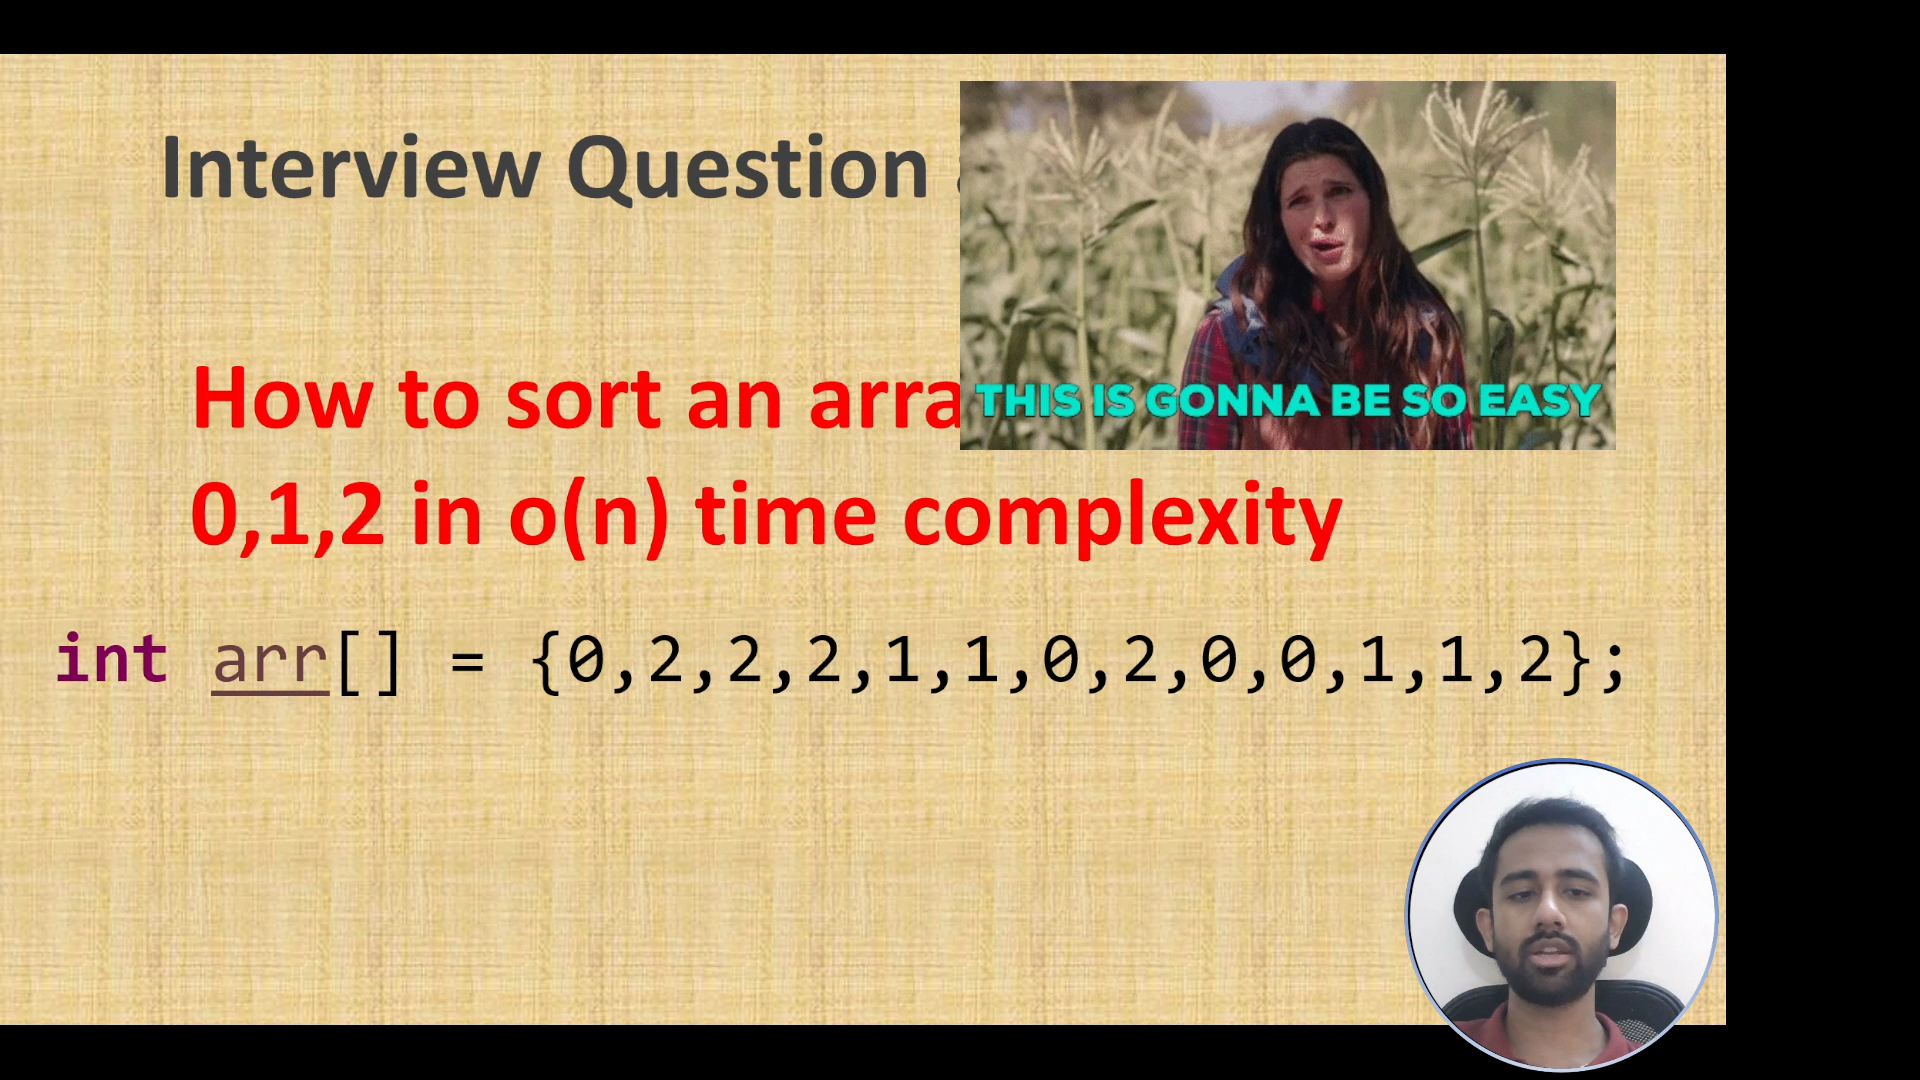 Interview Question
THIS IS GONNA BE SO EASY
How to sort an arra
0,1,2 in o(n) time complexity
int arr[] = {0,2,2,2,1,1,0,2,0,0,1,1,2};